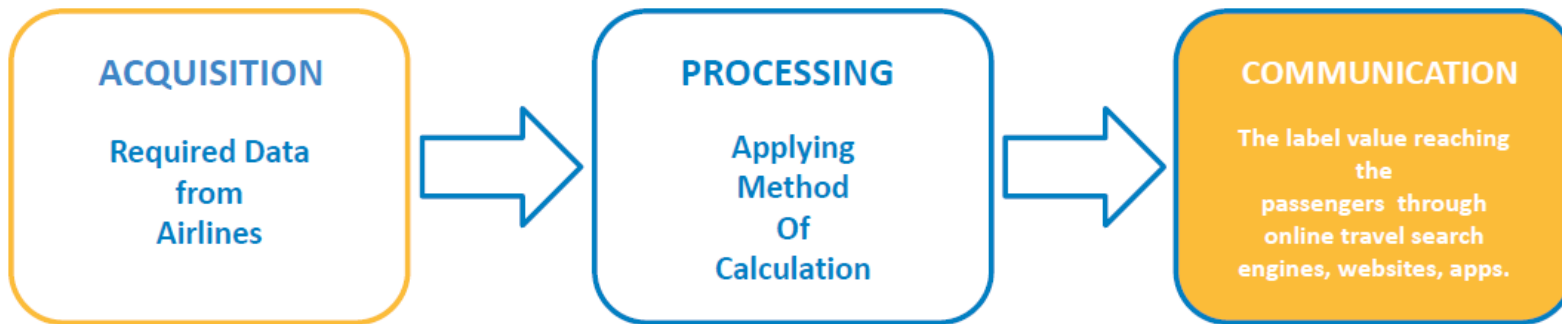 ACQUISITION
Required Data
from
Airlines
PROCESSING
Applying
Method
Of
Calculation
COMMUNICATION
The label value reaching
the
passengers through
online travel search
engines, websites, apps.